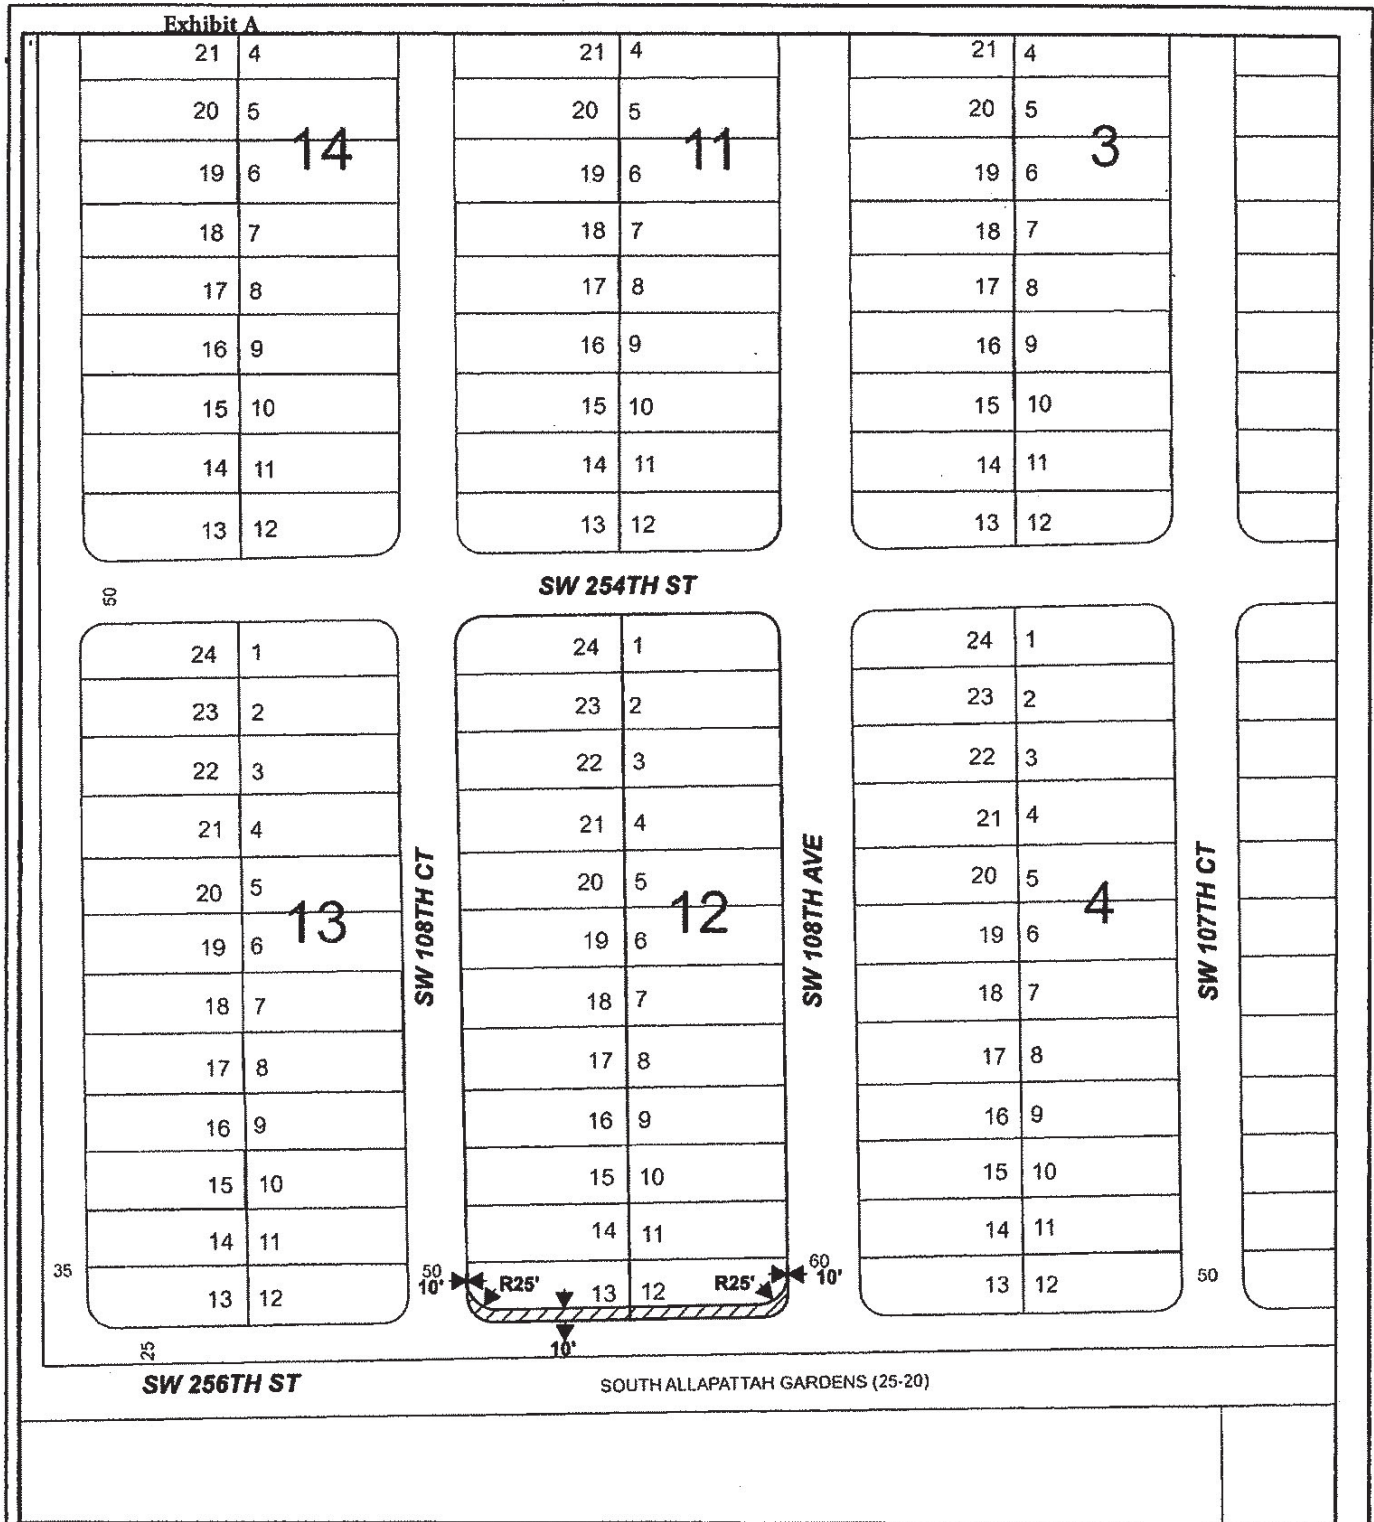 Exhibit A
21 4 21 4 21 4
20 5 20 5 20 5
14 11 3
19 6 19 6 19 6
18 7 18 7 18 7
17 8 17 8 17 8
16 9 16 9 16 9
15 10 15 10 15 10
14 11 14 11 14 11
13 12 13 12 13 12
50
SW 254TH ST
24 1 24 1 24 1
23 2 23 2 23 2
22 3 22 3 22 3
21 4 21 4 21 4
20 5 20 5 20 5
13 12 4
SW 108TH CT
SW 108TH AVE
SW 107TH CT
19 6 19 6 19 6
18 7 18 7 18 7
17 8 17 8 17 8
16 9 16 9 16 9
15 10 15 10 15 10
14 11 14 11 14 11
35 50 60 50
10' R25' R25' 10'
13 12 13 12 13 12
25
10'
SW 256TH ST
SOUTH ALLAPATTAH GARDENS (25-20)